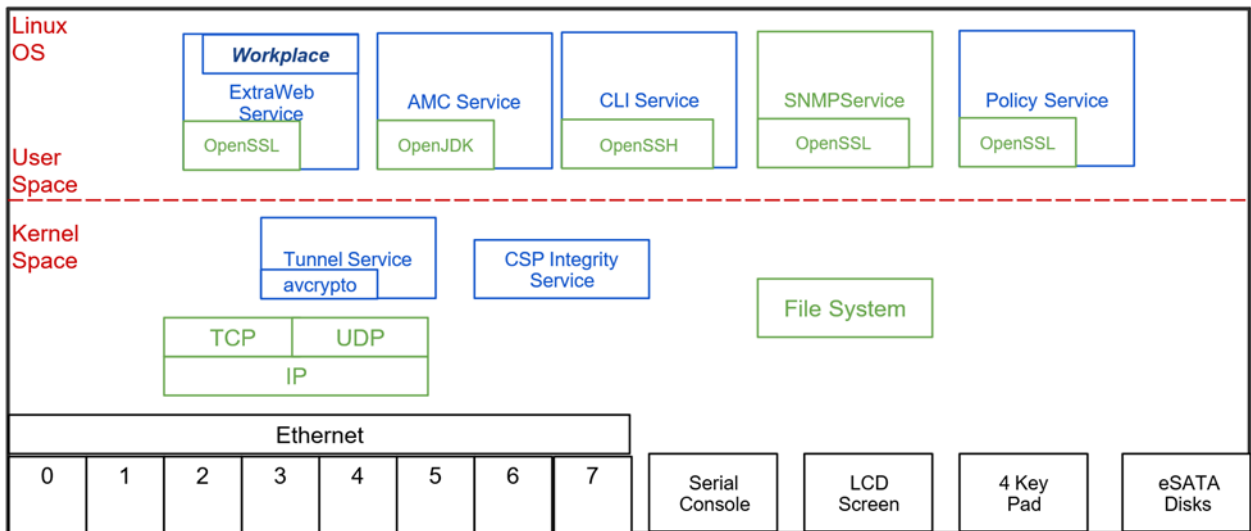 Linux
OS
Workplace
ExtraWeb
Service
OpenSSL
AMC Service
OpenJDK
CLI Service
OpenSSH
SNMPService
OpenSSL
Policy Service
OpenSSL
User
Space
Kernel
Space
Tunnel Service
avcrypto
CSP Integrity
Service
File System
TCP
UDP
IP
Ethernet
0
1
2
3
4
5
6
7
Serial
Console
LCD
Screen
4 Key
Pad
eSATA
Disks